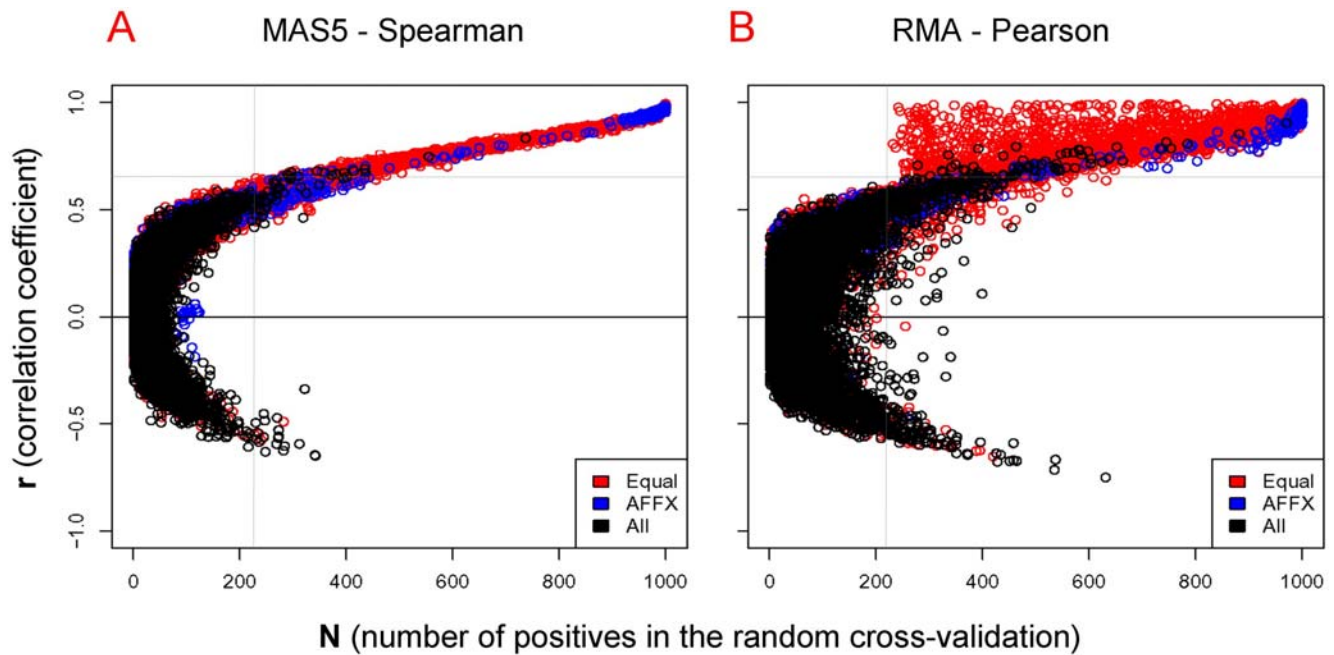 A MAS5 - Spearman
B RMA - Pearson
r (correlation coefficient)
1.0
0.5
0.0
−0.5
−1.0
Equal
AFFX
All
0 200 400 600 800 1000
Equal
AFFX
All
0 200 400 600 800 1000
N (number of positives in the random cross-validation)